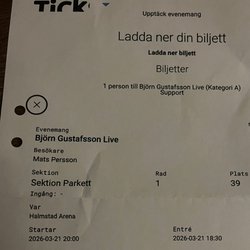 Tick
Upptäck evenemang
Ladda ner din biljett
Ladda ner biljett
Biljetter
1 person till Björn Gustafsson Live (Kategori A)
Support
Evenemang
Björn Gustafsson Live
Besökare
Mats Persson
Sektion Rad Plats
Sektion Parkett 1 39
Ingång: -
Var
Halmstad Arena
Startar Entré
2026-03-21 20:00 2026-03-21 18:30